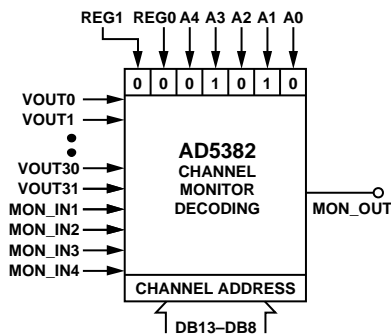 REG1 REG0 A4 A3 A2 A1 A0
0 0 0 1 0 1 0
VOUT0
VOUT1
VOUT30
VOUT31
MON_IN1
MON_IN2
MON_IN3
MON_IN4
AD5382
CHANNEL
MONITOR
DECODING
MON_OUT
CHANNEL ADDRESS
DB13–DB8